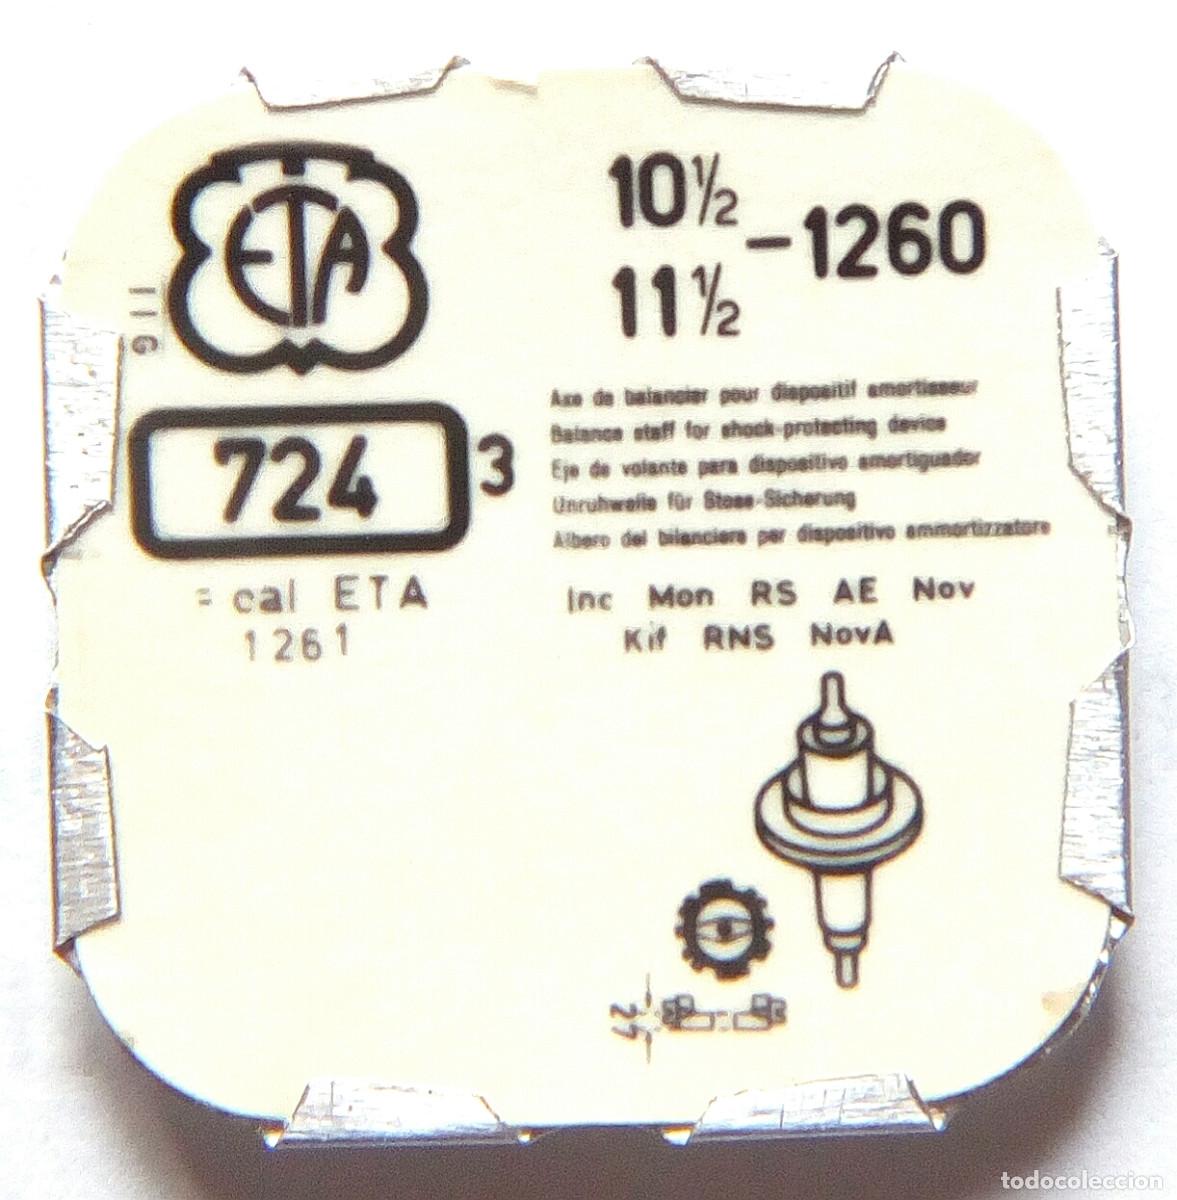 ETA
10½
11½
-1260
11G
724 3
Axe de balancier pour dispositif amortisseur
Balance staff for shock-protecting device
Eje de volante para dispositivo amortiguador
Unruhwelle für Stoss-Sicherung
Albero del bilanciere per dispositivo ammortizzatore
= cal ETA
1261
Inc Mon RS AE Nov
Kif RNS NovA
27
todocoleccion